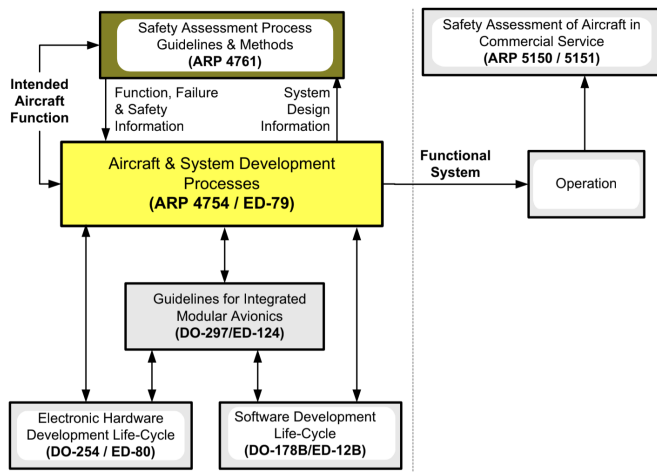 Safety Assessment Process
Guidelines & Methods
(ARP 4761)
Safety Assessment of Aircraft in
Commercial Service
(ARP 5150 / 5151)
Intended
Aircraft
Function
Function, Failure
& Safety
Information
System
Design
Information
Aircraft & System Development
Processes
(ARP 4754 / ED-79)
Functional
System
Operation
Guidelines for Integrated
Modular Avionics
(DO-297/ED-124)
Electronic Hardware
Development Life-Cycle
(DO-254 / ED-80)
Software Development
Life-Cycle
(DO-178B/ED-12B)